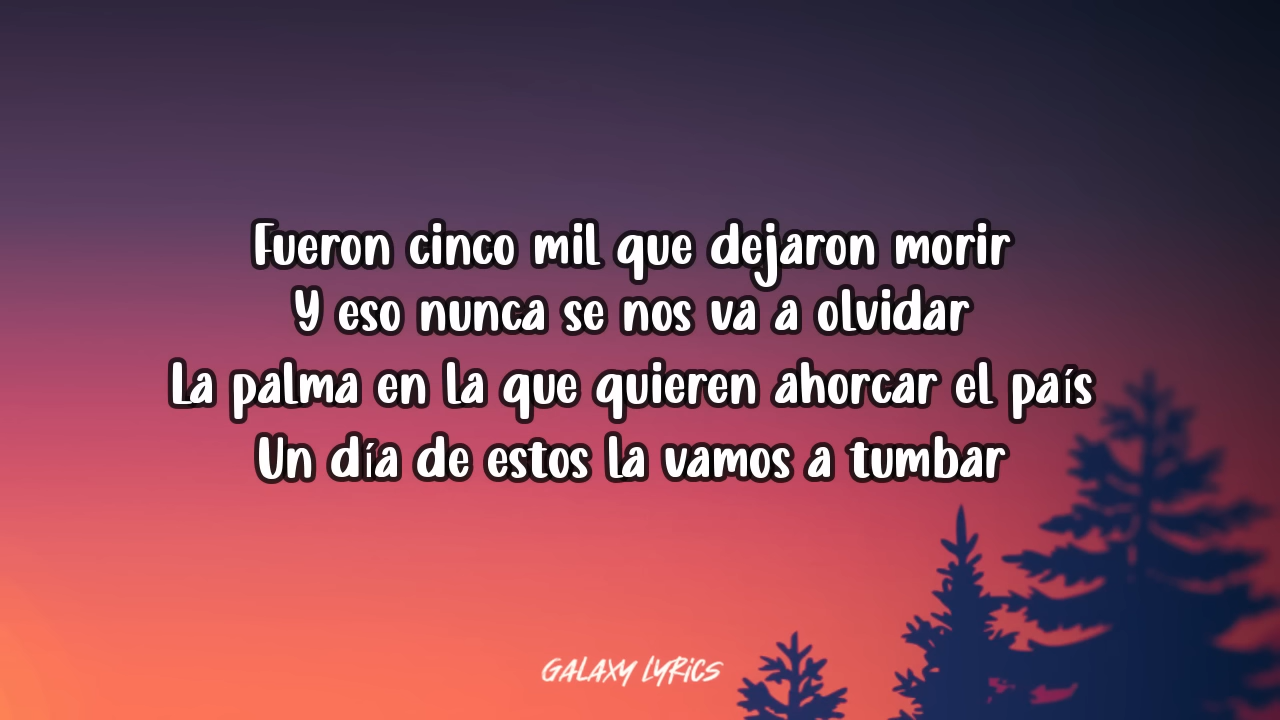 Fueron cinco mil que dejaron morir
Y eso nunca se nos va a olvidar
La palma en la que quieren ahorcar el país
Un día de estos la vamos a tumbar
GALAXY LYRICS